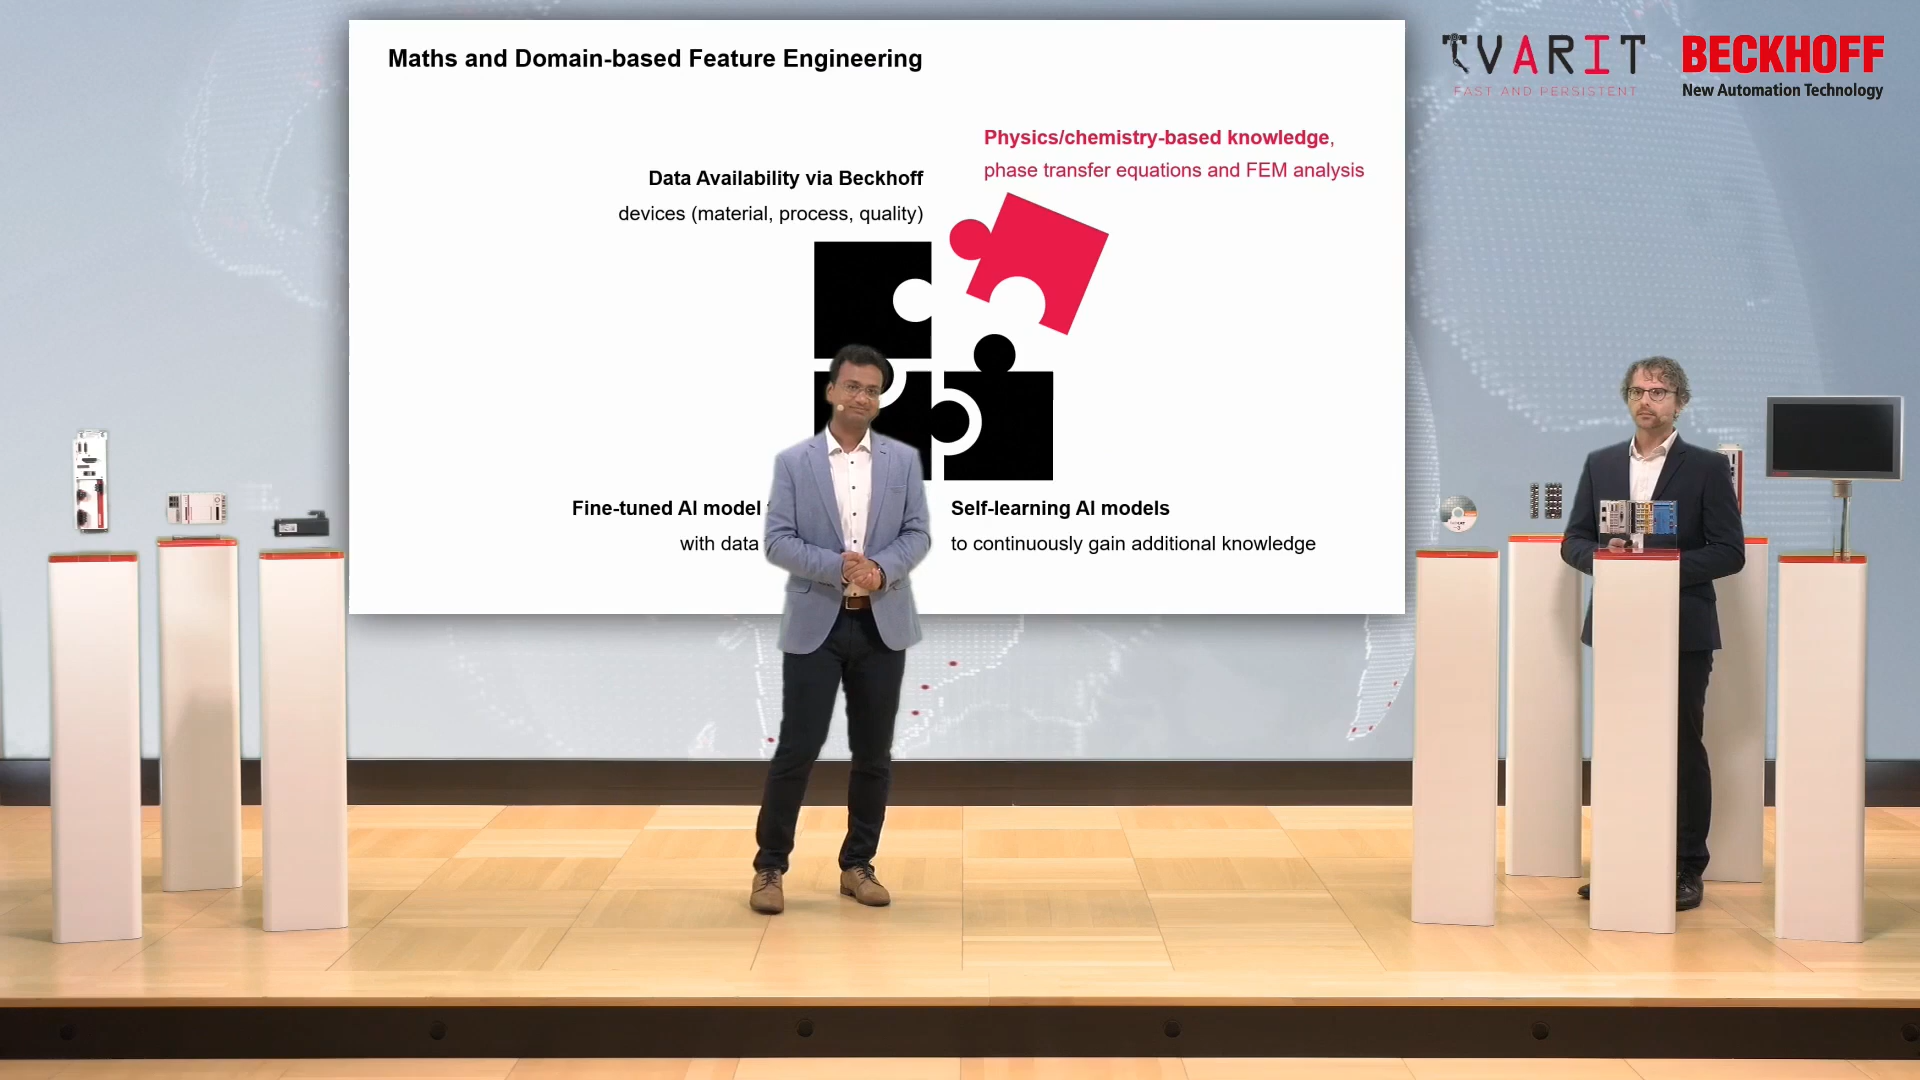 Maths and Domain-based Feature Engineering
TVARIT
FAST AND PERSISTENT
BECKHOFF
New Automation Technology
Physics/chemistry-based knowledge,
phase transfer equations and FEM analysis
Data Availability via Beckhoff
devices (material, process, quality)
Fine-tuned AI model
with data
Self-learning AI models
to continuously gain additional knowledge